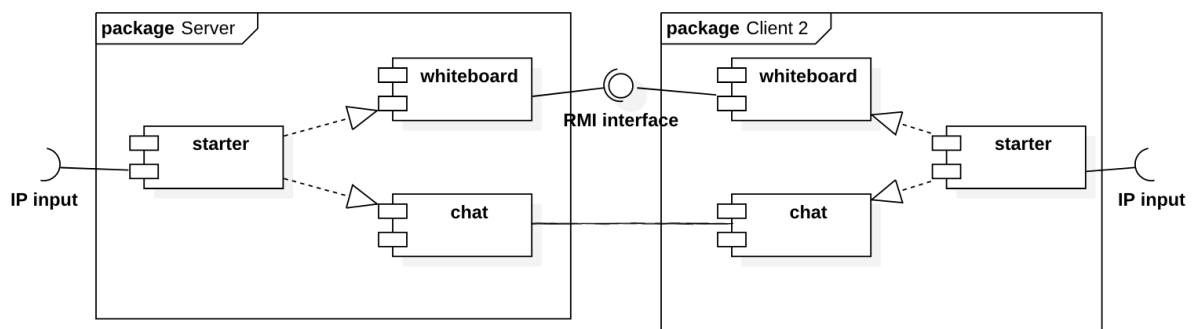 package Server
package Client 2
whiteboard
whiteboard
RMI interface
starter
starter
IP input
IP input
chat
chat